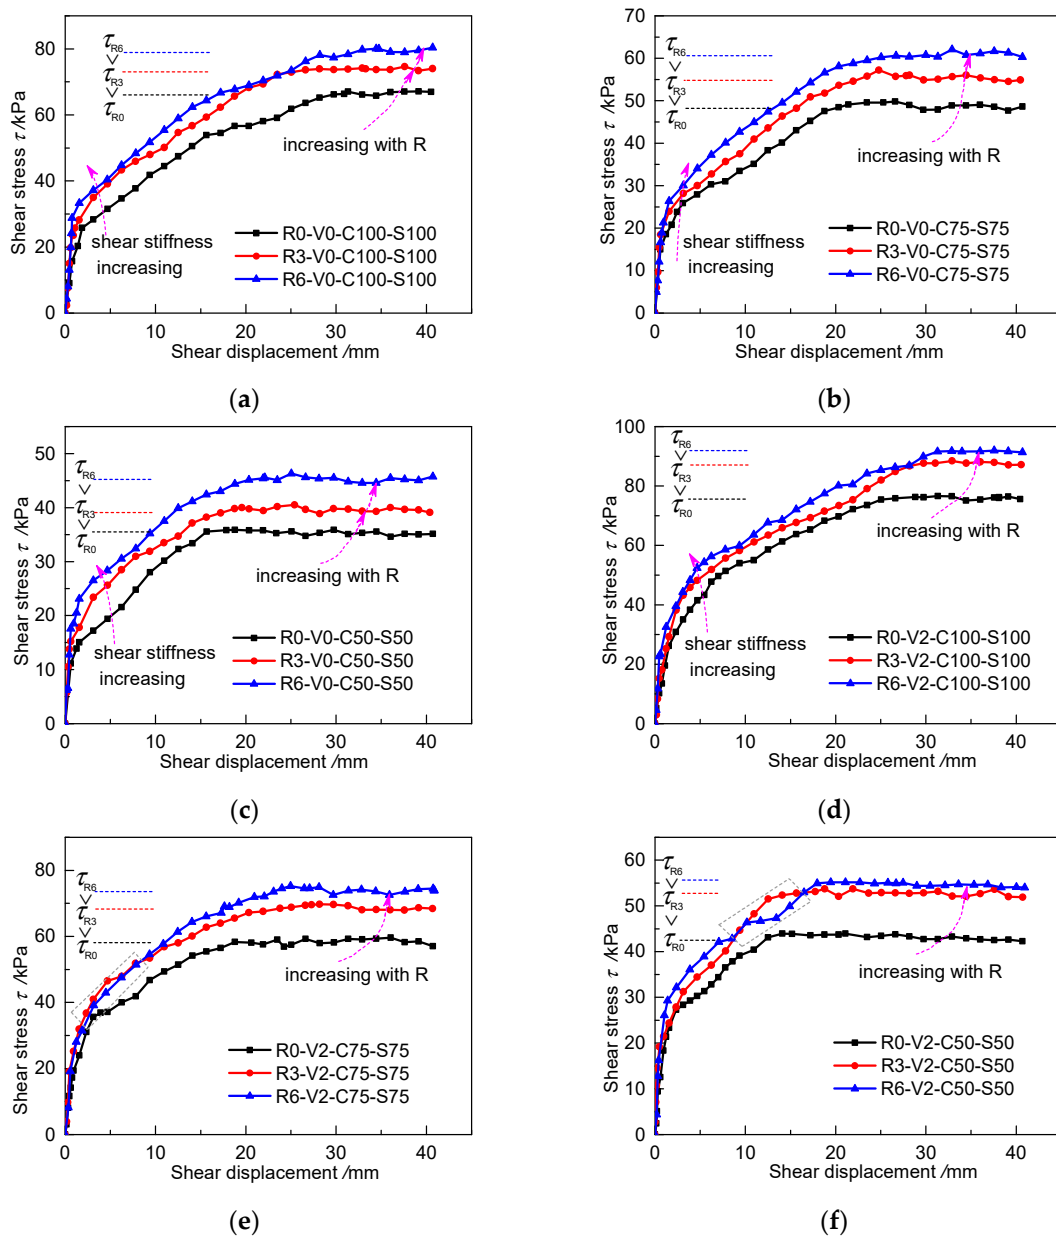 80
60
40
20
0
Shear stress τ /kPa
τR6
τR3
τR0
increasing with R
shear stiffness
increasing
R0-V0-C100-S100
R3-V0-C100-S100
R6-V0-C100-S100
0 10 20 30 40
Shear displacement /mm
(a)
70
60
50
40
30
20
10
0
Shear stress τ /kPa
τR6
τR3
τR0
increasing with R
shear stiffness
increasing
R0-V0-C75-S75
R3-V0-C75-S75
R6-V0-C75-S75
0 10 20 30 40
Shear displacement /mm
(b)
50
40
30
20
10
0
Shear stress τ /kPa
τR6
τR3
τR0
increasing with R
shear stiffness
increasing
R0-V0-C50-S50
R3-V0-C50-S50
R6-V0-C50-S50
0 10 20 30 40
Shear displacement /mm
(c)
100
80
60
40
20
0
Shear stress τ /kPa
τR6
τR3
τR0
increasing with R
shear stiffness
increasing
R0-V2-C100-S100
R3-V2-C100-S100
R6-V2-C100-S100
0 10 20 30 40
Shear displacement /mm
(d)
80
60
40
20
0
Shear stress τ /kPa
τR6
τR3
τR0
increasing with R
R0-V2-C75-S75
R3-V2-C75-S75
R6-V2-C75-S75
0 10 20 30 40
Shear displacement /mm
(e)
60
50
40
30
20
10
0
Shear stress τ /kPa
τR6
τR3
τR0
increasing with R
R0-V2-C50-S50
R3-V2-C50-S50
R6-V2-C50-S50
0 10 20 30 40
Shear displacement /mm
(f)